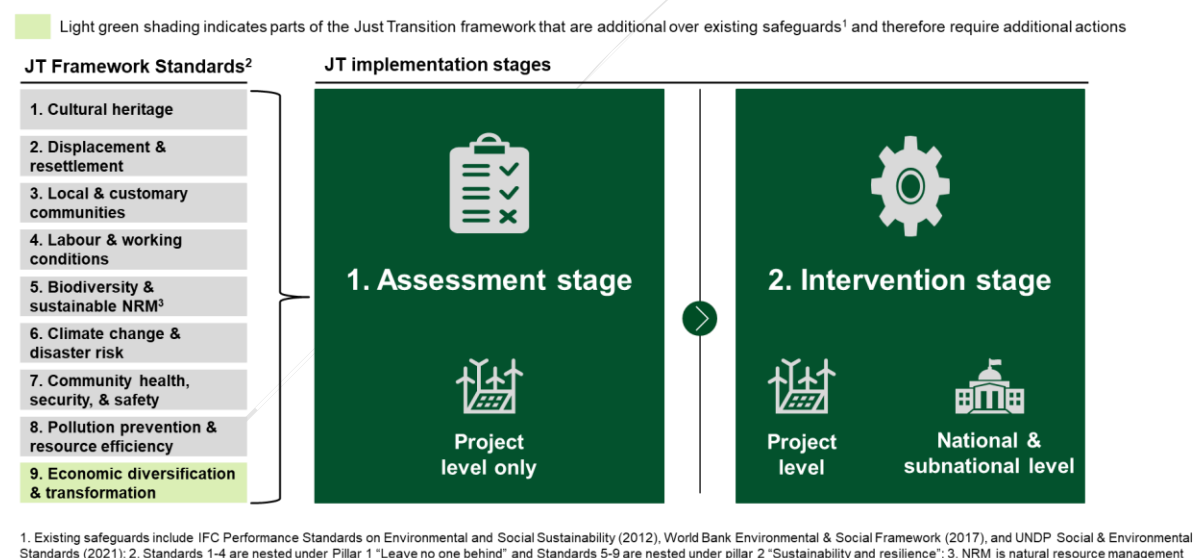 Light green shading indicates parts of the Just Transition framework that are additional over existing safeguards¹ and therefore require additional actions
JT Framework Standards²
JT implementation stages
1. Cultural heritage
2. Displacement &
resettlement
3. Local & customary
communities
4. Labour & working
conditions
5. Biodiversity &
sustainable NRM³
6. Climate change &
disaster risk
7. Community health,
security, & safety
8. Pollution prevention &
resource efficiency
9. Economic diversification
& transformation
1. Assessment stage
Project
level only
2. Intervention stage
Project
level
National &
subnational level
1. Existing safeguards include IFC Performance Standards on Environmental and Social Sustainability (2012), World Bank Environmental & Social Framework (2017), and UNDP Social & Environmental
Standards (2021); 2. Standards 1-4 are nested under Pillar 1 “Leave no one behind” and Standards 5-9 are nested under pillar 2 “Sustainability and resilience”; 3. NRM is natural resource management